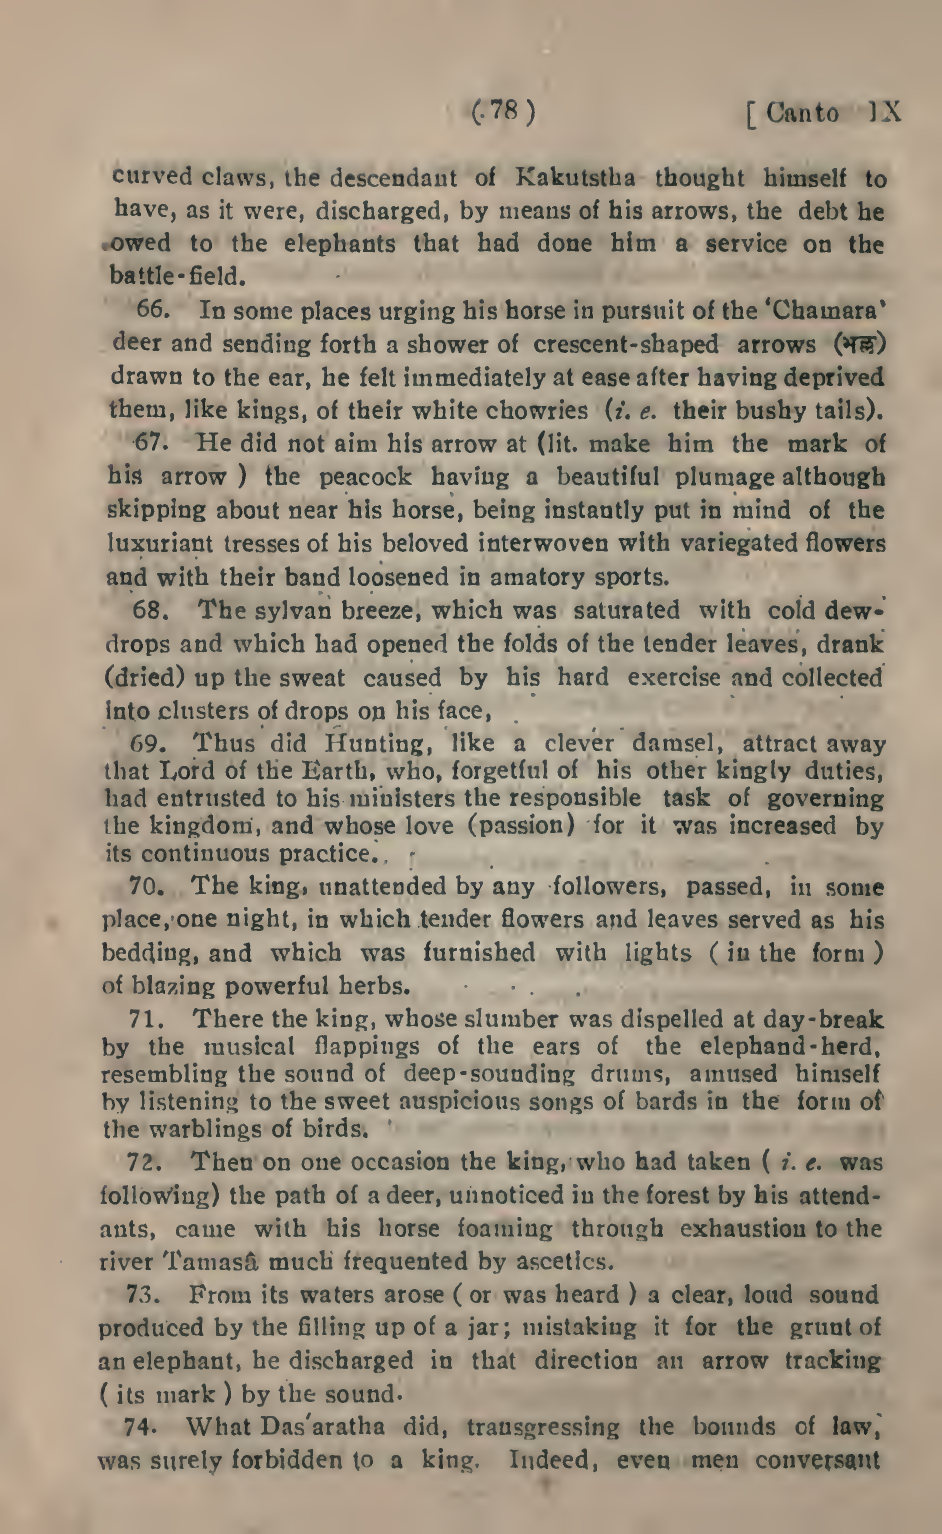 (.78)
[ Canto IX
curved claws, the descendant of Kakutstha thought himself to
have, as it were, discharged, by means of his arrows, the debt he
owed to the elephants that had done him a service on the
battle-field.
66. In some places urging his horse in pursuit of the ‘Chamara’
deer and sending forth a shower of crescent-shaped arrows (भल्ल)
drawn to the ear, he felt immediately at ease after having deprived
them, like kings, of their white chowries (i. e. their bushy tails).
67. He did not aim his arrow at (lit. make him the mark of
his arrow ) the peacock having a beautiful plumage although
skipping about near his horse, being instantly put in mind of the
luxuriant tresses of his beloved interwoven with variegated flowers
and with their band loosened in amatory sports.
68. The sylvan breeze, which was saturated with cold dew-
drops and which had opened the folds of the tender leaves, drank
(dried) up the sweat caused by his hard exercise and collected
into clusters of drops on his face,
69. Thus did Hunting, like a clever damsel, attract away
that Lord of the Earth, who, forgetful of his other kingly duties,
had entrusted to his ministers the responsible task of governing
the kingdom, and whose love (passion) for it was increased by
its continuous practice.
70. The king, unattended by any followers, passed, in some
place, one night, in which tender flowers and leaves served as his
bedding, and which was furnished with lights ( in the form )
of blazing powerful herbs.
71. There the king, whose slumber was dispelled at day-break
by the musical flappings of the ears of the elephand-herd,
resembling the sound of deep-sounding drums, amused himself
by listening to the sweet auspicious songs of bards in the form of
the warblings of birds.
72. Then on one occasion the king, who had taken ( i. e. was
following) the path of a deer, unnoticed in the forest by his attend-
ants, came with his horse foaming through exhaustion to the
river Tamasâ much frequented by ascetics.
73. From its waters arose ( or was heard ) a clear, loud sound
produced by the filling up of a jar; mistaking it for the grunt of
an elephant, he discharged in that direction an arrow tracking
( its mark ) by the sound.
74. What Das'aratha did, transgressing the bounds of law,
was surely forbidden to a king. Indeed, even men conversant